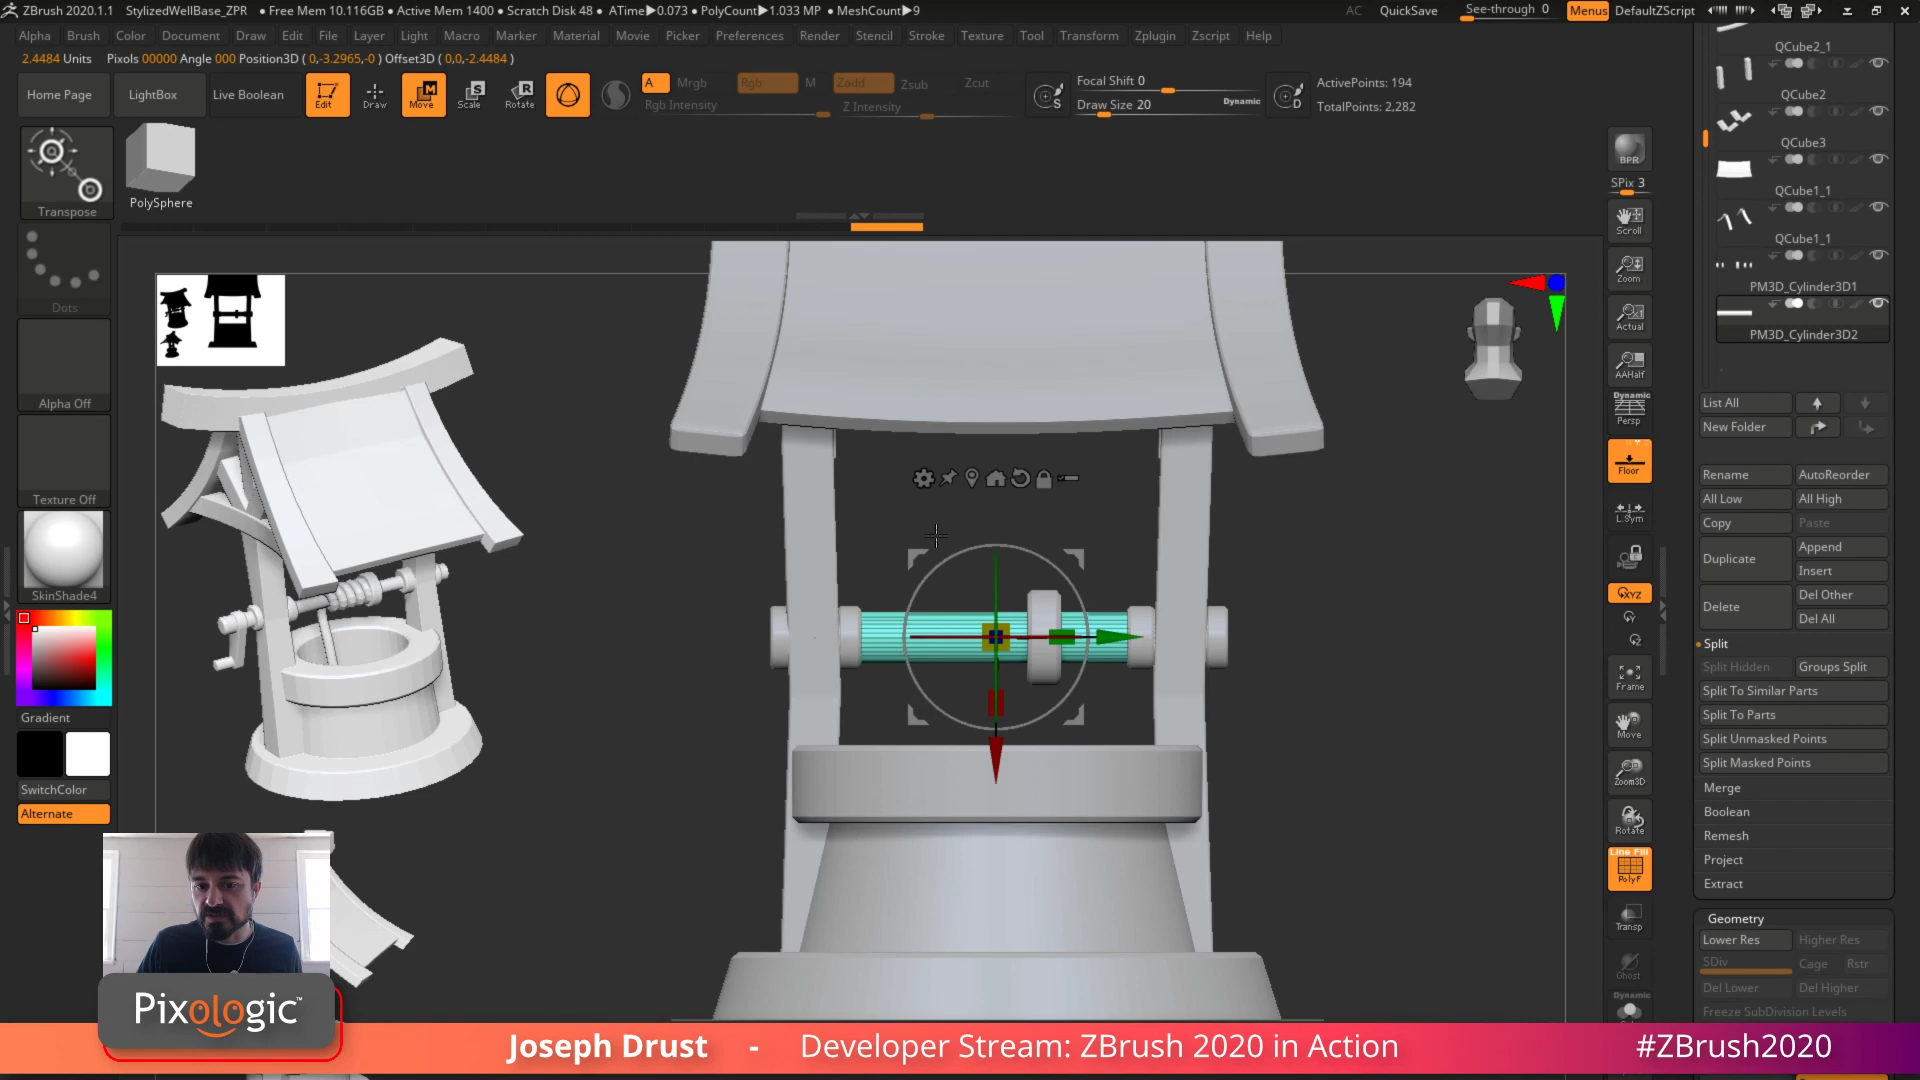 ZBrush 2020.1.1 StylizedWellBase_ZPR ● Free Mem 10.116GB ● Active Mem 1400 ● Scratch Disk 48 ● ATime▶0.073 ● PolyCount▶1.033 MP ● MeshCount▶9 AC QuickSave See-through 0 Menus DefaultZScript
Alpha Brush Color Document Draw Edit File Layer Light Macro Marker Material Movie Picker Preferences Render Stencil Stroke Texture Tool Transform Zplugin Zscript Help
2.4484 Units Pixols 00000 Angle 000 Position3D ( 0,-3.2965,-0 ) Offset3D ( 0,0,-2.4484 )
Home Page LightBox Live Boolean Edit Draw Move Scale Rotate A Mrgb Rgb M Zadd Zsub Zcut
Rgb Intensity Z Intensity
Focal Shift 0
Draw Size 20 Dynamic
ActivePoints: 194
TotalPoints: 2,282
Transpose
PolySphere
Dots
Alpha Off
Texture Off
SkinShade4
Gradient
SwitchColor
Alternate
BPR
SPix 3
Scroll
Zoom
Actual
AAHalf
Dynamic
Persp
Floor
L.Sym
XYZ
Frame
Move
Zoom3D
Rotate
Line Fill
PolyF
Transp
Ghost
Dynamic
QCube2_1
QCube2
QCube3
QCube1_1
QCube1_1
PM3D_Cylinder3D1
PM3D_Cylinder3D2
List All
New Folder
Rename AutoReorder
All Low All High
Copy Paste
Duplicate Append
Insert
Delete Del Other
Del All
Split
Split Hidden Groups Split
Split To Similar Parts
Split To Parts
Split Unmasked Points
Split Masked Points
Merge
Boolean
Remesh
Project
Extract
Geometry
Lower Res Higher Res
SDiv Cage Rstr
Del Lower Del Higher
Freeze SubDivision Levels
Pixologic™
Joseph Drust - Developer Stream: ZBrush 2020 in Action #ZBrush2020